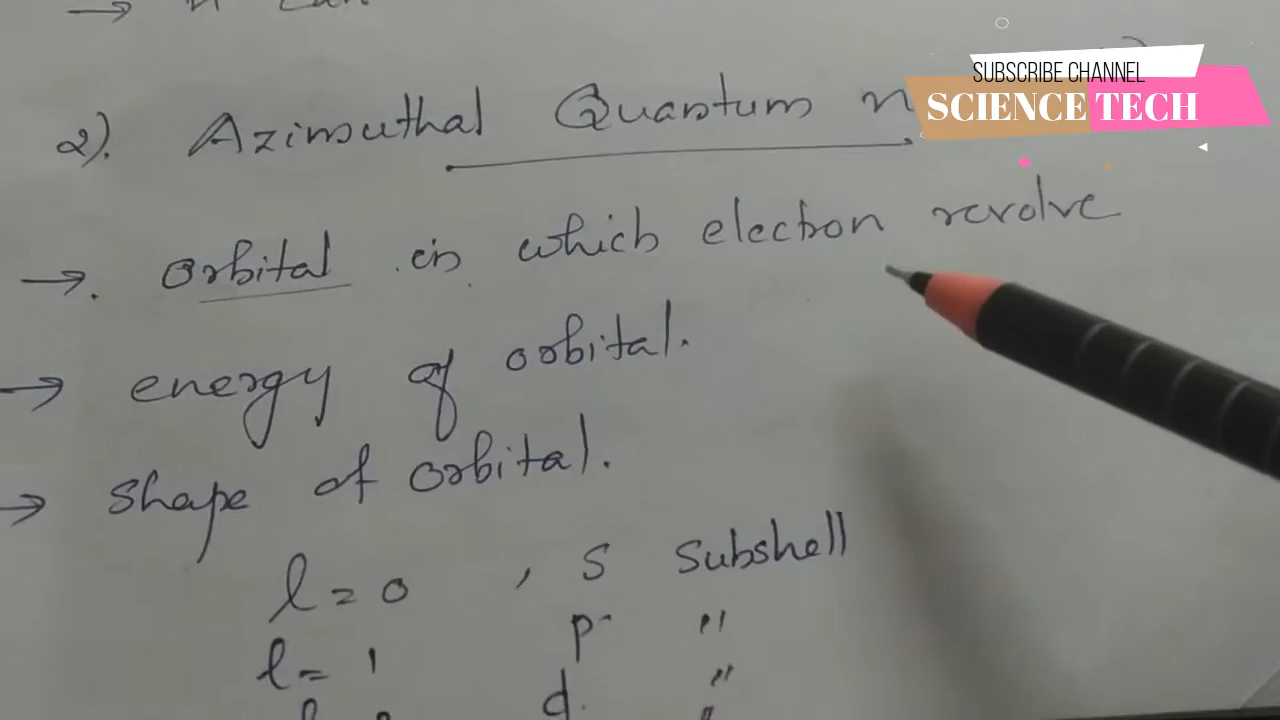 2). Azimuthal Quantum n
SUBSCRIBE CHANNEL
SCIENCE TECH
→. Orbital in which electron revolve
→ energy of orbital.
→ Shape of orbital.
l = 0 , S Subshell
l = 1 p "
d. "